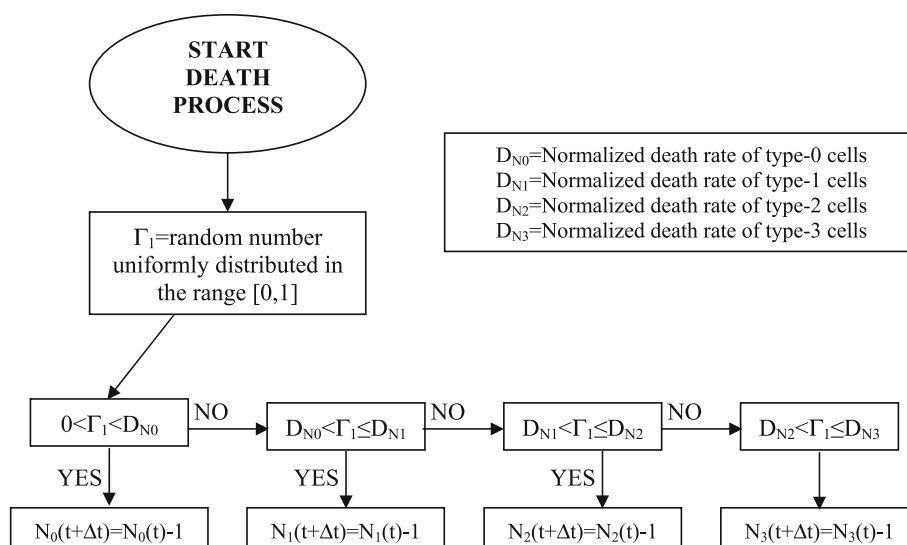 START
DEATH
PROCESS
D_N0=Normalized death rate of type-0 cells
D_N1=Normalized death rate of type-1 cells
D_N2=Normalized death rate of type-2 cells
D_N3=Normalized death rate of type-3 cells
Γ₁=random number
uniformly distributed in
the range [0,1]
0<Γ₁<D_N0
NO
D_N0<Γ₁≤D_N1
NO
D_N1<Γ₁≤D_N2
NO
D_N2<Γ₁≤D_N3
YES
YES
YES
N₀(t+Δt)=N₀(t)-1
N₁(t+Δt)=N₁(t)-1
N₂(t+Δt)=N₂(t)-1
N₃(t+Δt)=N₃(t)-1